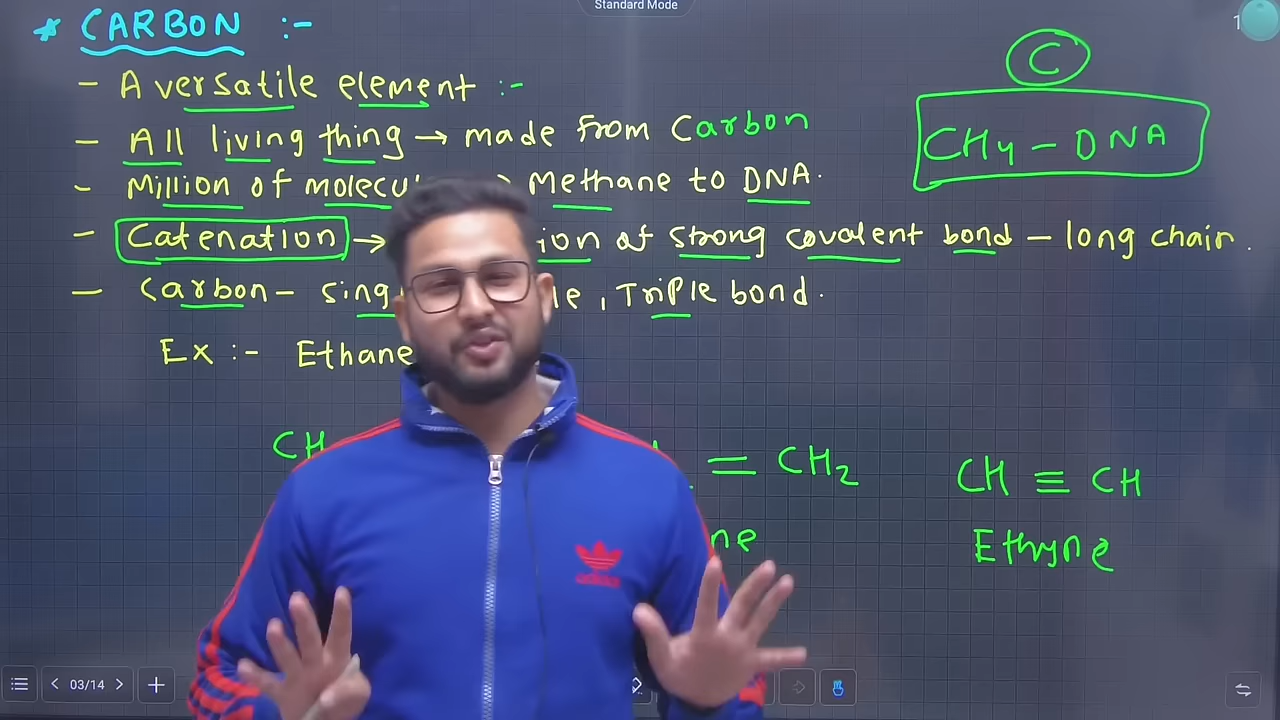 Standard Mode
* CARBON :-
- A versatile element :-
- All living thing → made from Carbon
- Million of molecu → Methane to DNA.
- Catenation → ion of strong covalent bond - long chain.
- Carbon - sing le, Triple bond.
Ex :- Ethane
C
CH4 - DNA
1
CH = CH2 CH ≡ CH
ne Ethyne
adidas
03/14